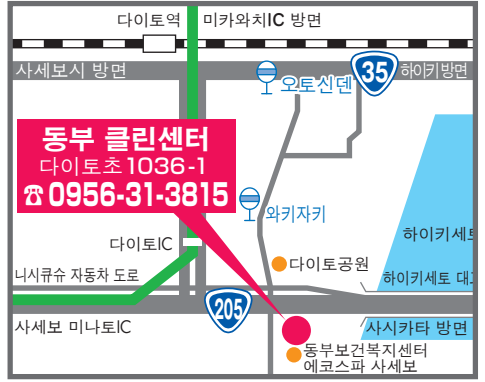 다이토역
미카와치IC 방면
사세보시 방면
오토신덴
35
하이키방면
동부 클린센터
다이토초1036-1
☎0956-31-3815
와키자키
하이키세토
다이토IC
다이토공원
니시큐슈 자동차 도로
하이키세토 대교
205
사세보 미나토IC
사시카타 방면
동부보건복지센터
에코스파 사세보